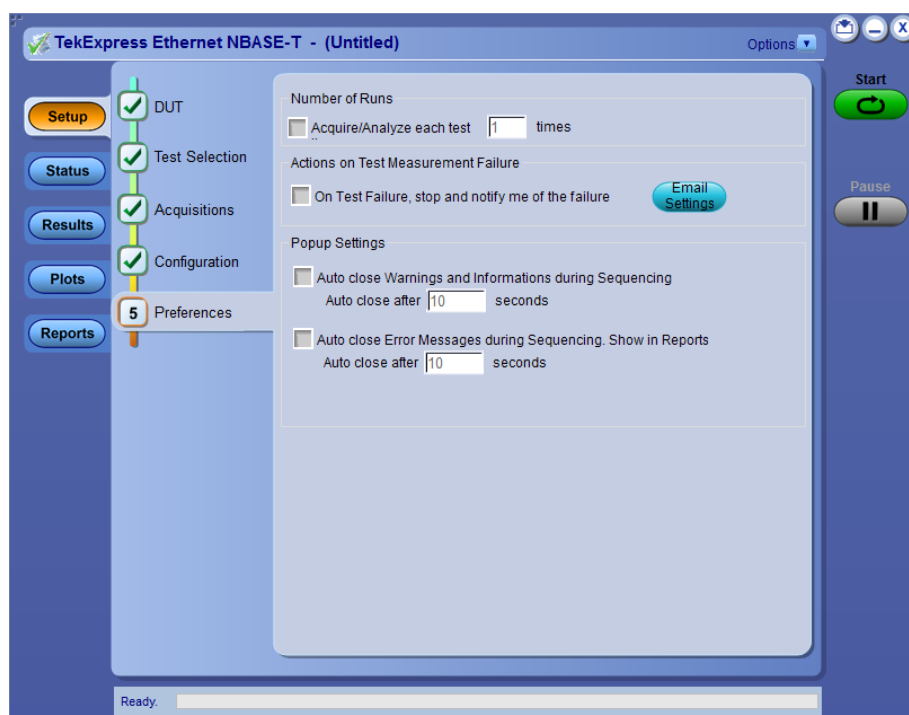 TekExpress Ethernet NBASE-T - (Untitled)
Options
X
Start
Pause
Setup
Status
Results
Plots
Reports
DUT
Test Selection
Acquisitions
Configuration
5 Preferences
Number of Runs
Acquire/Analyze each test 1 times
Actions on Test Measurement Failure
On Test Failure, stop and notify me of the failure
Email
Settings
Popup Settings
Auto close Warnings and Informations during Sequencing
Auto close after 10 seconds
Auto close Error Messages during Sequencing. Show in Reports
Auto close after 10 seconds
Ready.